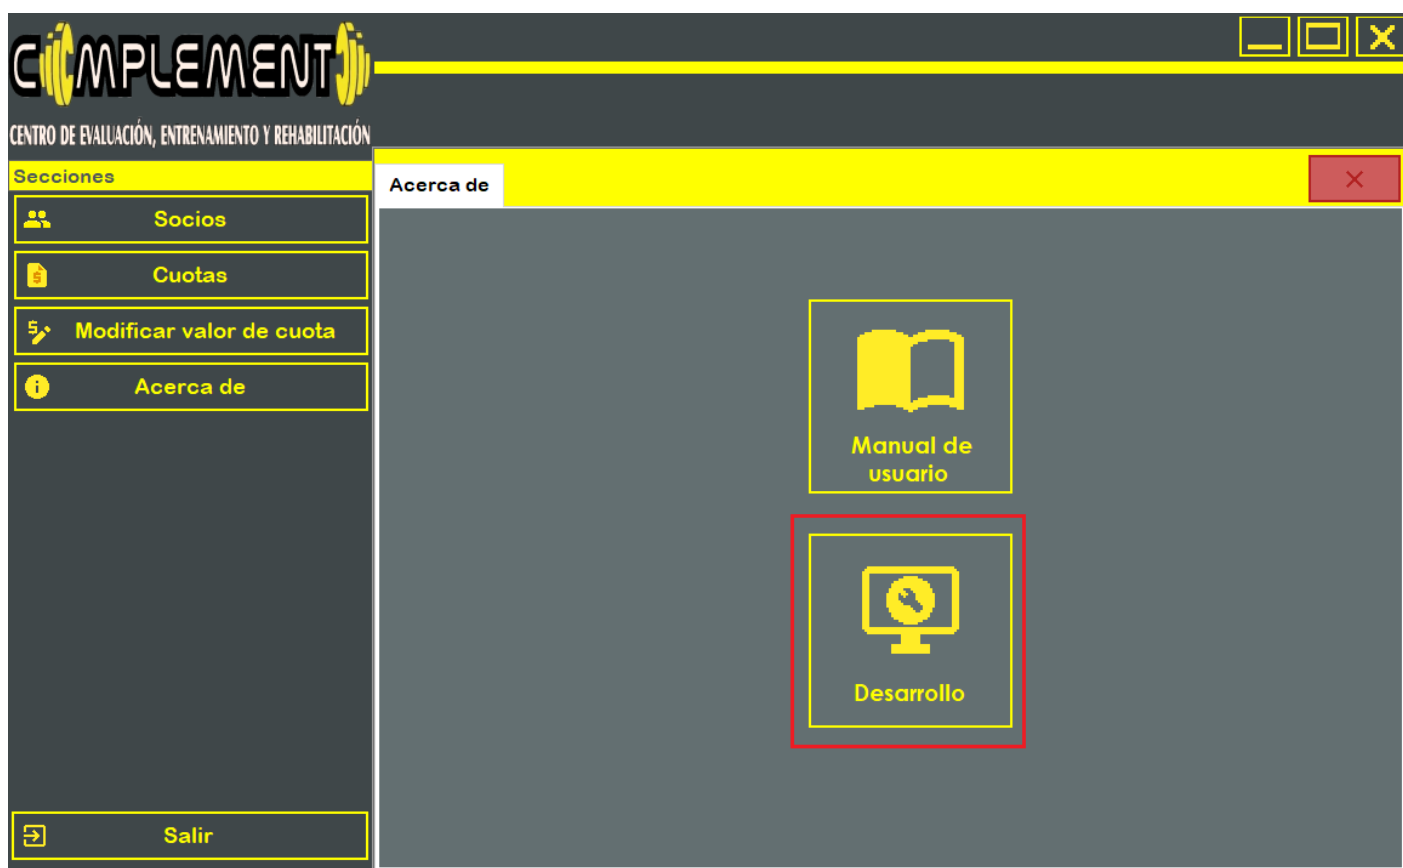 COMPLEMENTO
CENTRO DE EVALUACIÓN, ENTRENAMIENTO Y REHABILITACIÓN
Secciones
Socios
Cuotas
Modificar valor de cuota
Acerca de
Salir
Acerca de
Manual de
usuario
Desarrollo